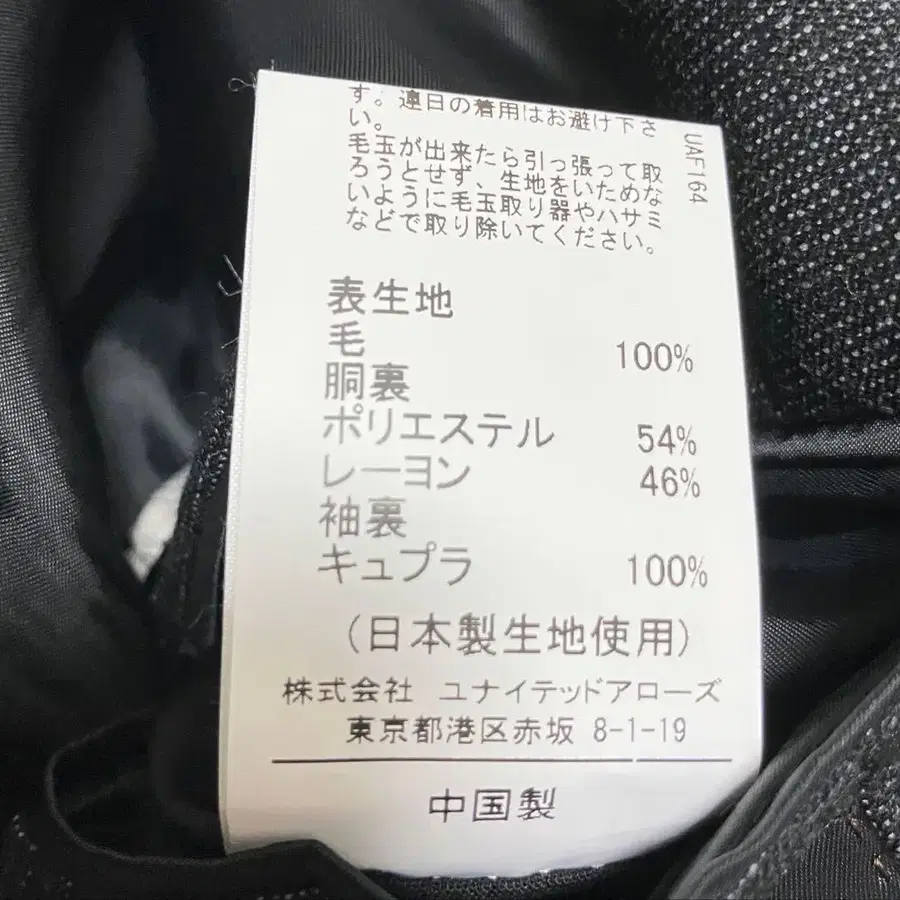 す。連日の着用はお避け下さ
い。
毛玉が出来たら引っ張って取
ろうとせず、生地をいためな
いように毛玉取り器やハサミ
などで取り除いてください。
UAF164
表生地
毛 100%
胴裏
ポリエステル 54%
レーヨン 46%
袖裏
キュプラ 100%
(日本製生地使用)
株式会社 ユナイテッドアローズ
東京都港区赤坂 8-1-19
中国製